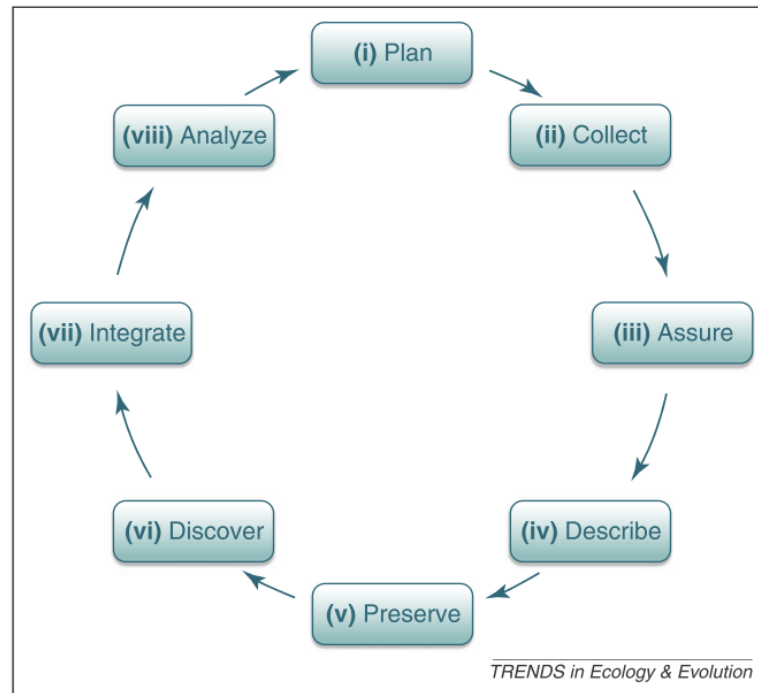 (i) Plan
(ii) Collect
(iii) Assure
(iv) Describe
(v) Preserve
(vi) Discover
(vii) Integrate
(viii) Analyze
TRENDS in Ecology & Evolution